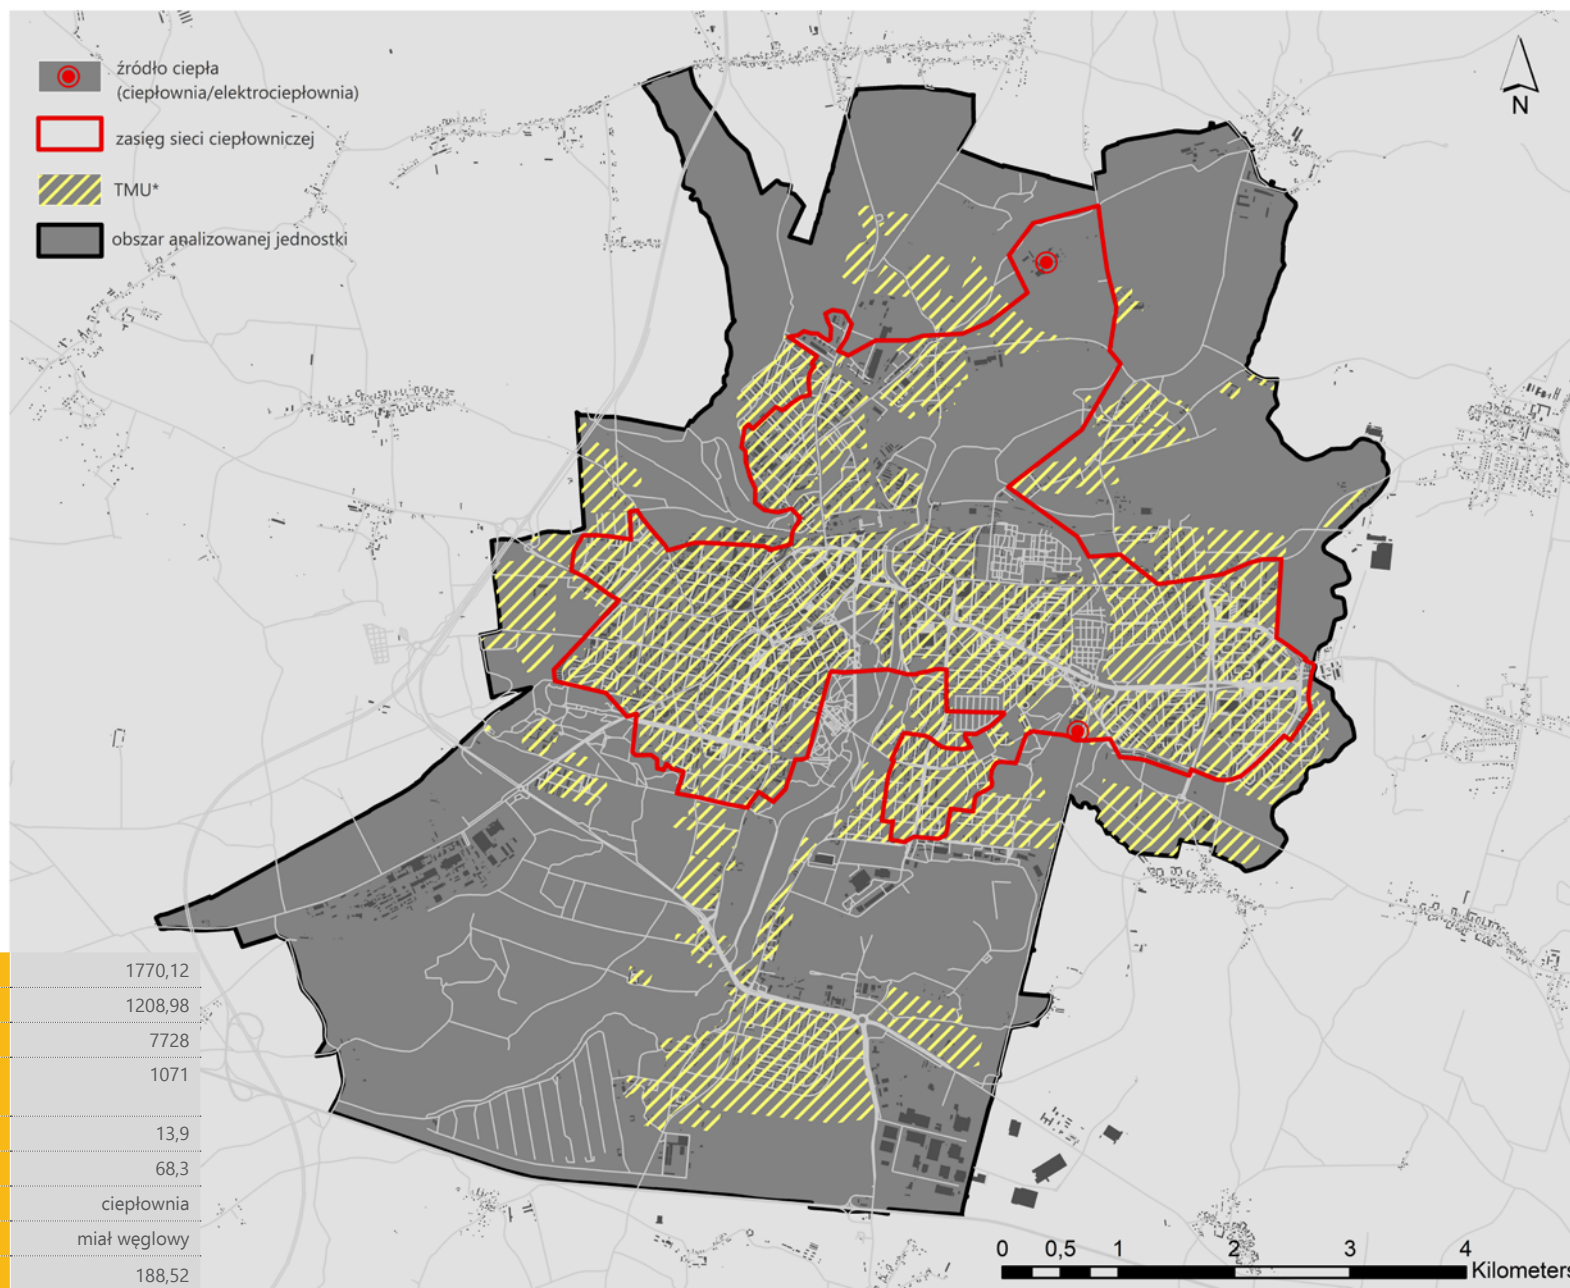 źródło ciepła
(ciepłownia/elektrociepłownia)
zasięg sieci ciepłowniczej
TMU*
obszar analizowanej jednostki
N
1770,12
1208,98
7728
1071
13,9
68,3
ciepłownia
miał węglowy
188,52
0 0,5 1 2 3 4
Kilometers